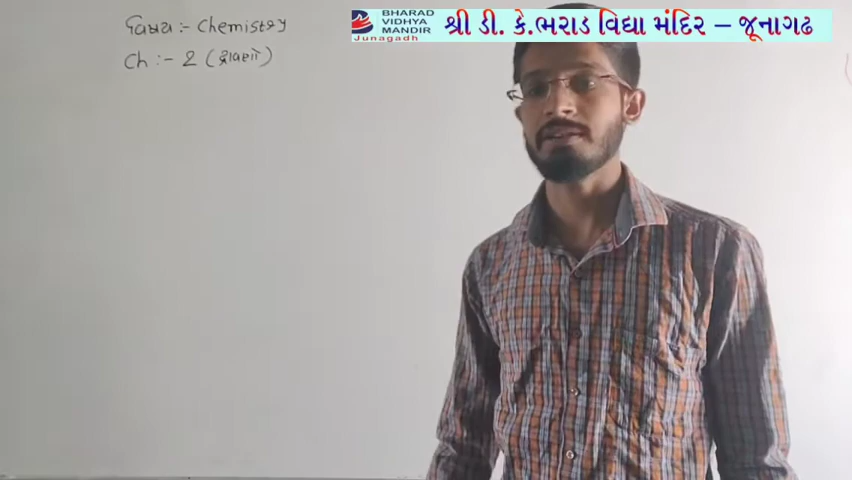 વિષય :- Chemistry
Ch :- 2 (દ્રાવણો)
BHARAD
VIDHYA
MANDIR
Junagadh
શ્રી ડી. કે.ભરાડ વિદ્યા મંદિર – જૂનાગઢ